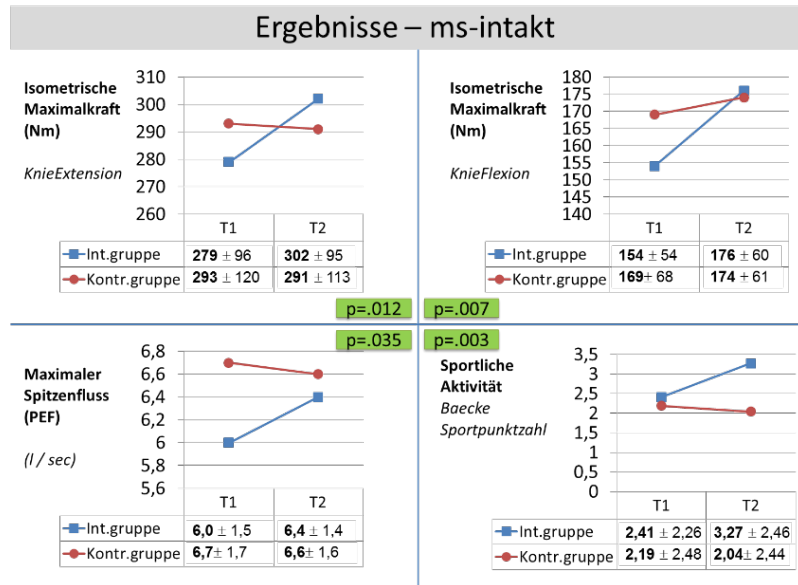 Ergebnisse – ms-intakt
Isometrische
Maximalkraft
(Nm)
KnieExtension
310
300
290
280
270
260
T1 T2
Int.gruppe 279 ± 96 302 ± 95
Kontr.gruppe 293 ± 120 291 ± 113
p=.012
Isometrische
Maximalkraft
(Nm)
KnieFlexion
180
175
170
165
160
155
150
145
140
T1 T2
Int.gruppe 154 ± 54 176 ± 60
Kontr.gruppe 169± 68 174 ± 61
p=.007
p=.035
Maximaler
Spitzenfluss
(PEF)
(l / sec)
6,8
6,6
6,4
6,2
6
5,8
5,6
T1 T2
Int.gruppe 6,0 ± 1,5 6,4 ± 1,4
Kontr.gruppe 6,7± 1,7 6,6± 1,6
p=.003
Sportliche
Aktivität
Baecke
Sportpunktzahl
3,5
3
2,5
2
1,5
1
0,5
0
T1 T2
Int.gruppe 2,41 ± 2,26 3,27 ± 2,46
Kontr.gruppe 2,19 ± 2,48 2,04± 2,44